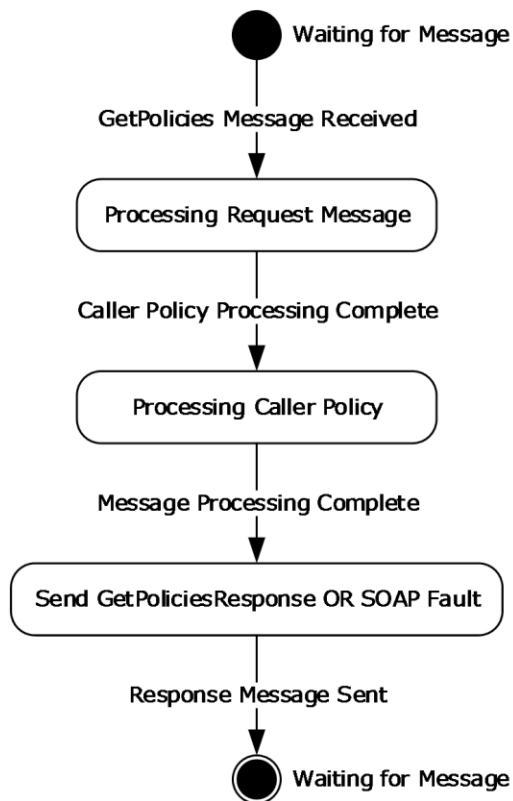 Waiting for Message
GetPolicies Message Received
Processing Request Message
Caller Policy Processing Complete
Processing Caller Policy
Message Processing Complete
Send GetPoliciesResponse OR SOAP Fault
Response Message Sent
Waiting for Message